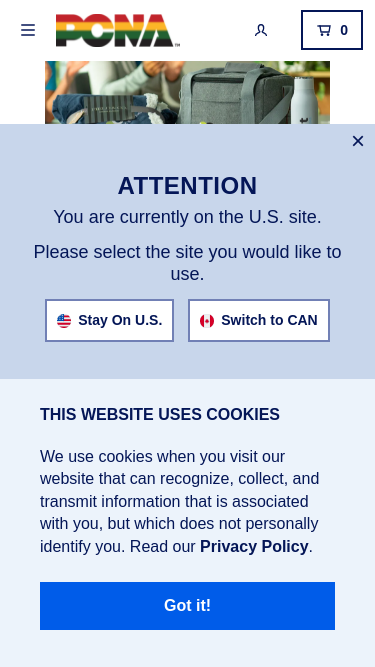 PCNA™
0
ATTENTION
You are currently on the U.S. site.
Please select the site you would like to
use.
Stay On U.S.
Switch to CAN
THIS WEBSITE USES COOKIES
We use cookies when you visit our
website that can recognize, collect, and
transmit information that is associated
with you, but which does not personally
identify you. Read our Privacy Policy.
Got it!